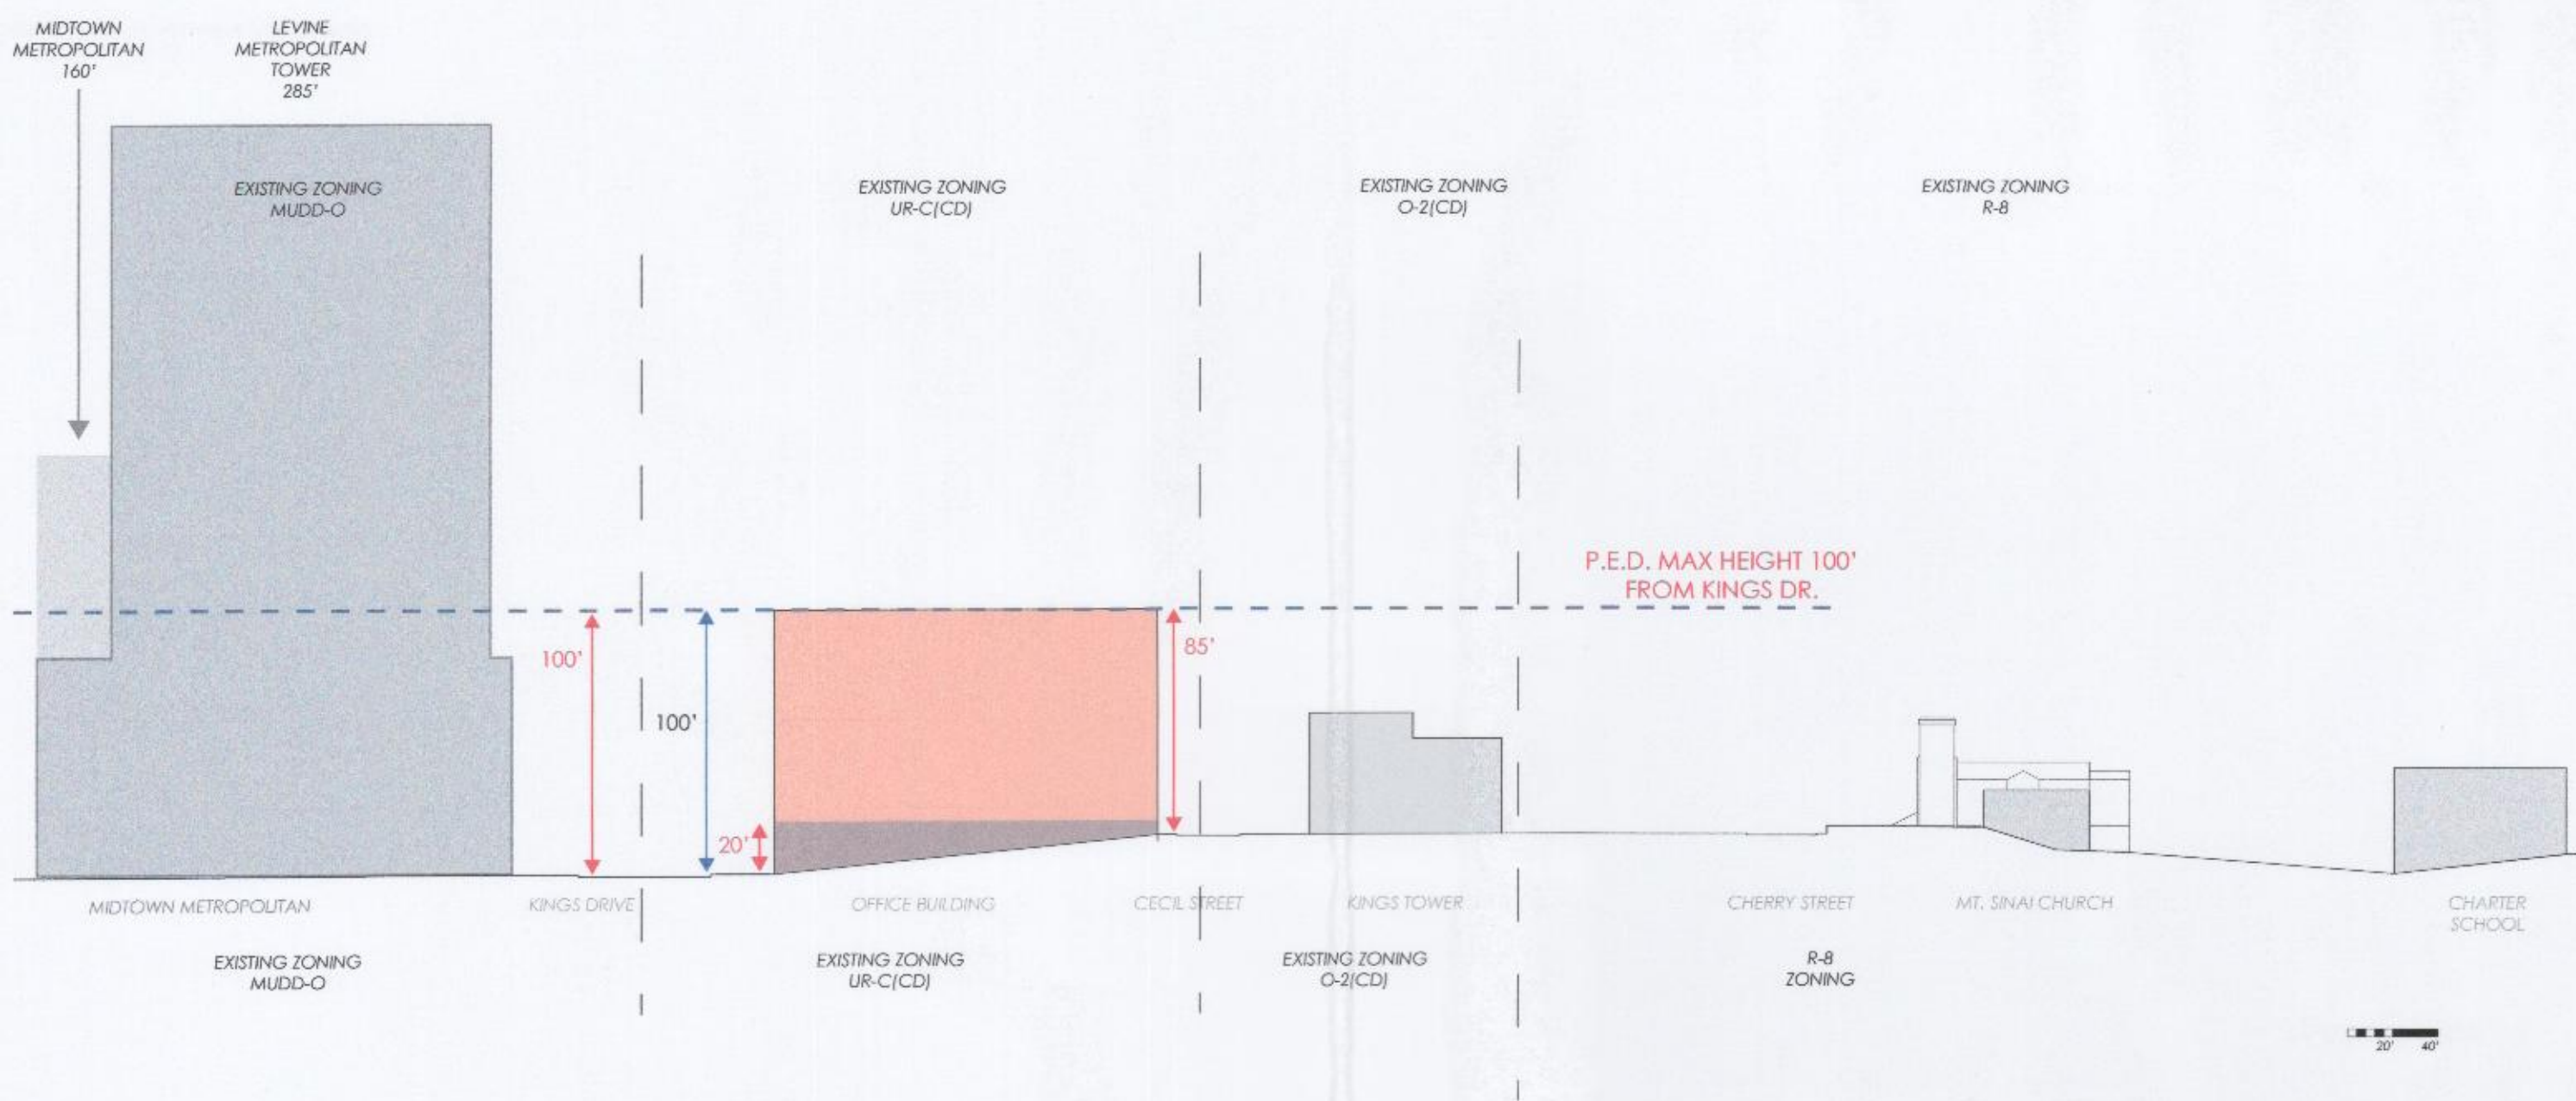 MIDTOWN
METROPOLITAN
160'
LEVINE
METROPOLITAN
TOWER
285'
EXISTING ZONING
MUDD-O
EXISTING ZONING
UR-C(CD)
EXISTING ZONING
O-2(CD)
EXISTING ZONING
R-8
P.E.D. MAX HEIGHT 100'
FROM KINGS DR.
100'
100'
85'
20'
MIDTOWN METROPOLITAN
KINGS DRIVE
OFFICE BUILDING
CECIL STREET
KINGS TOWER
CHERRY STREET
MT. SINAI CHURCH
CHARTER
SCHOOL
EXISTING ZONING
MUDD-O
EXISTING ZONING
UR-C(CD)
EXISTING ZONING
O-2(CD)
R-8
ZONING
20' 40'